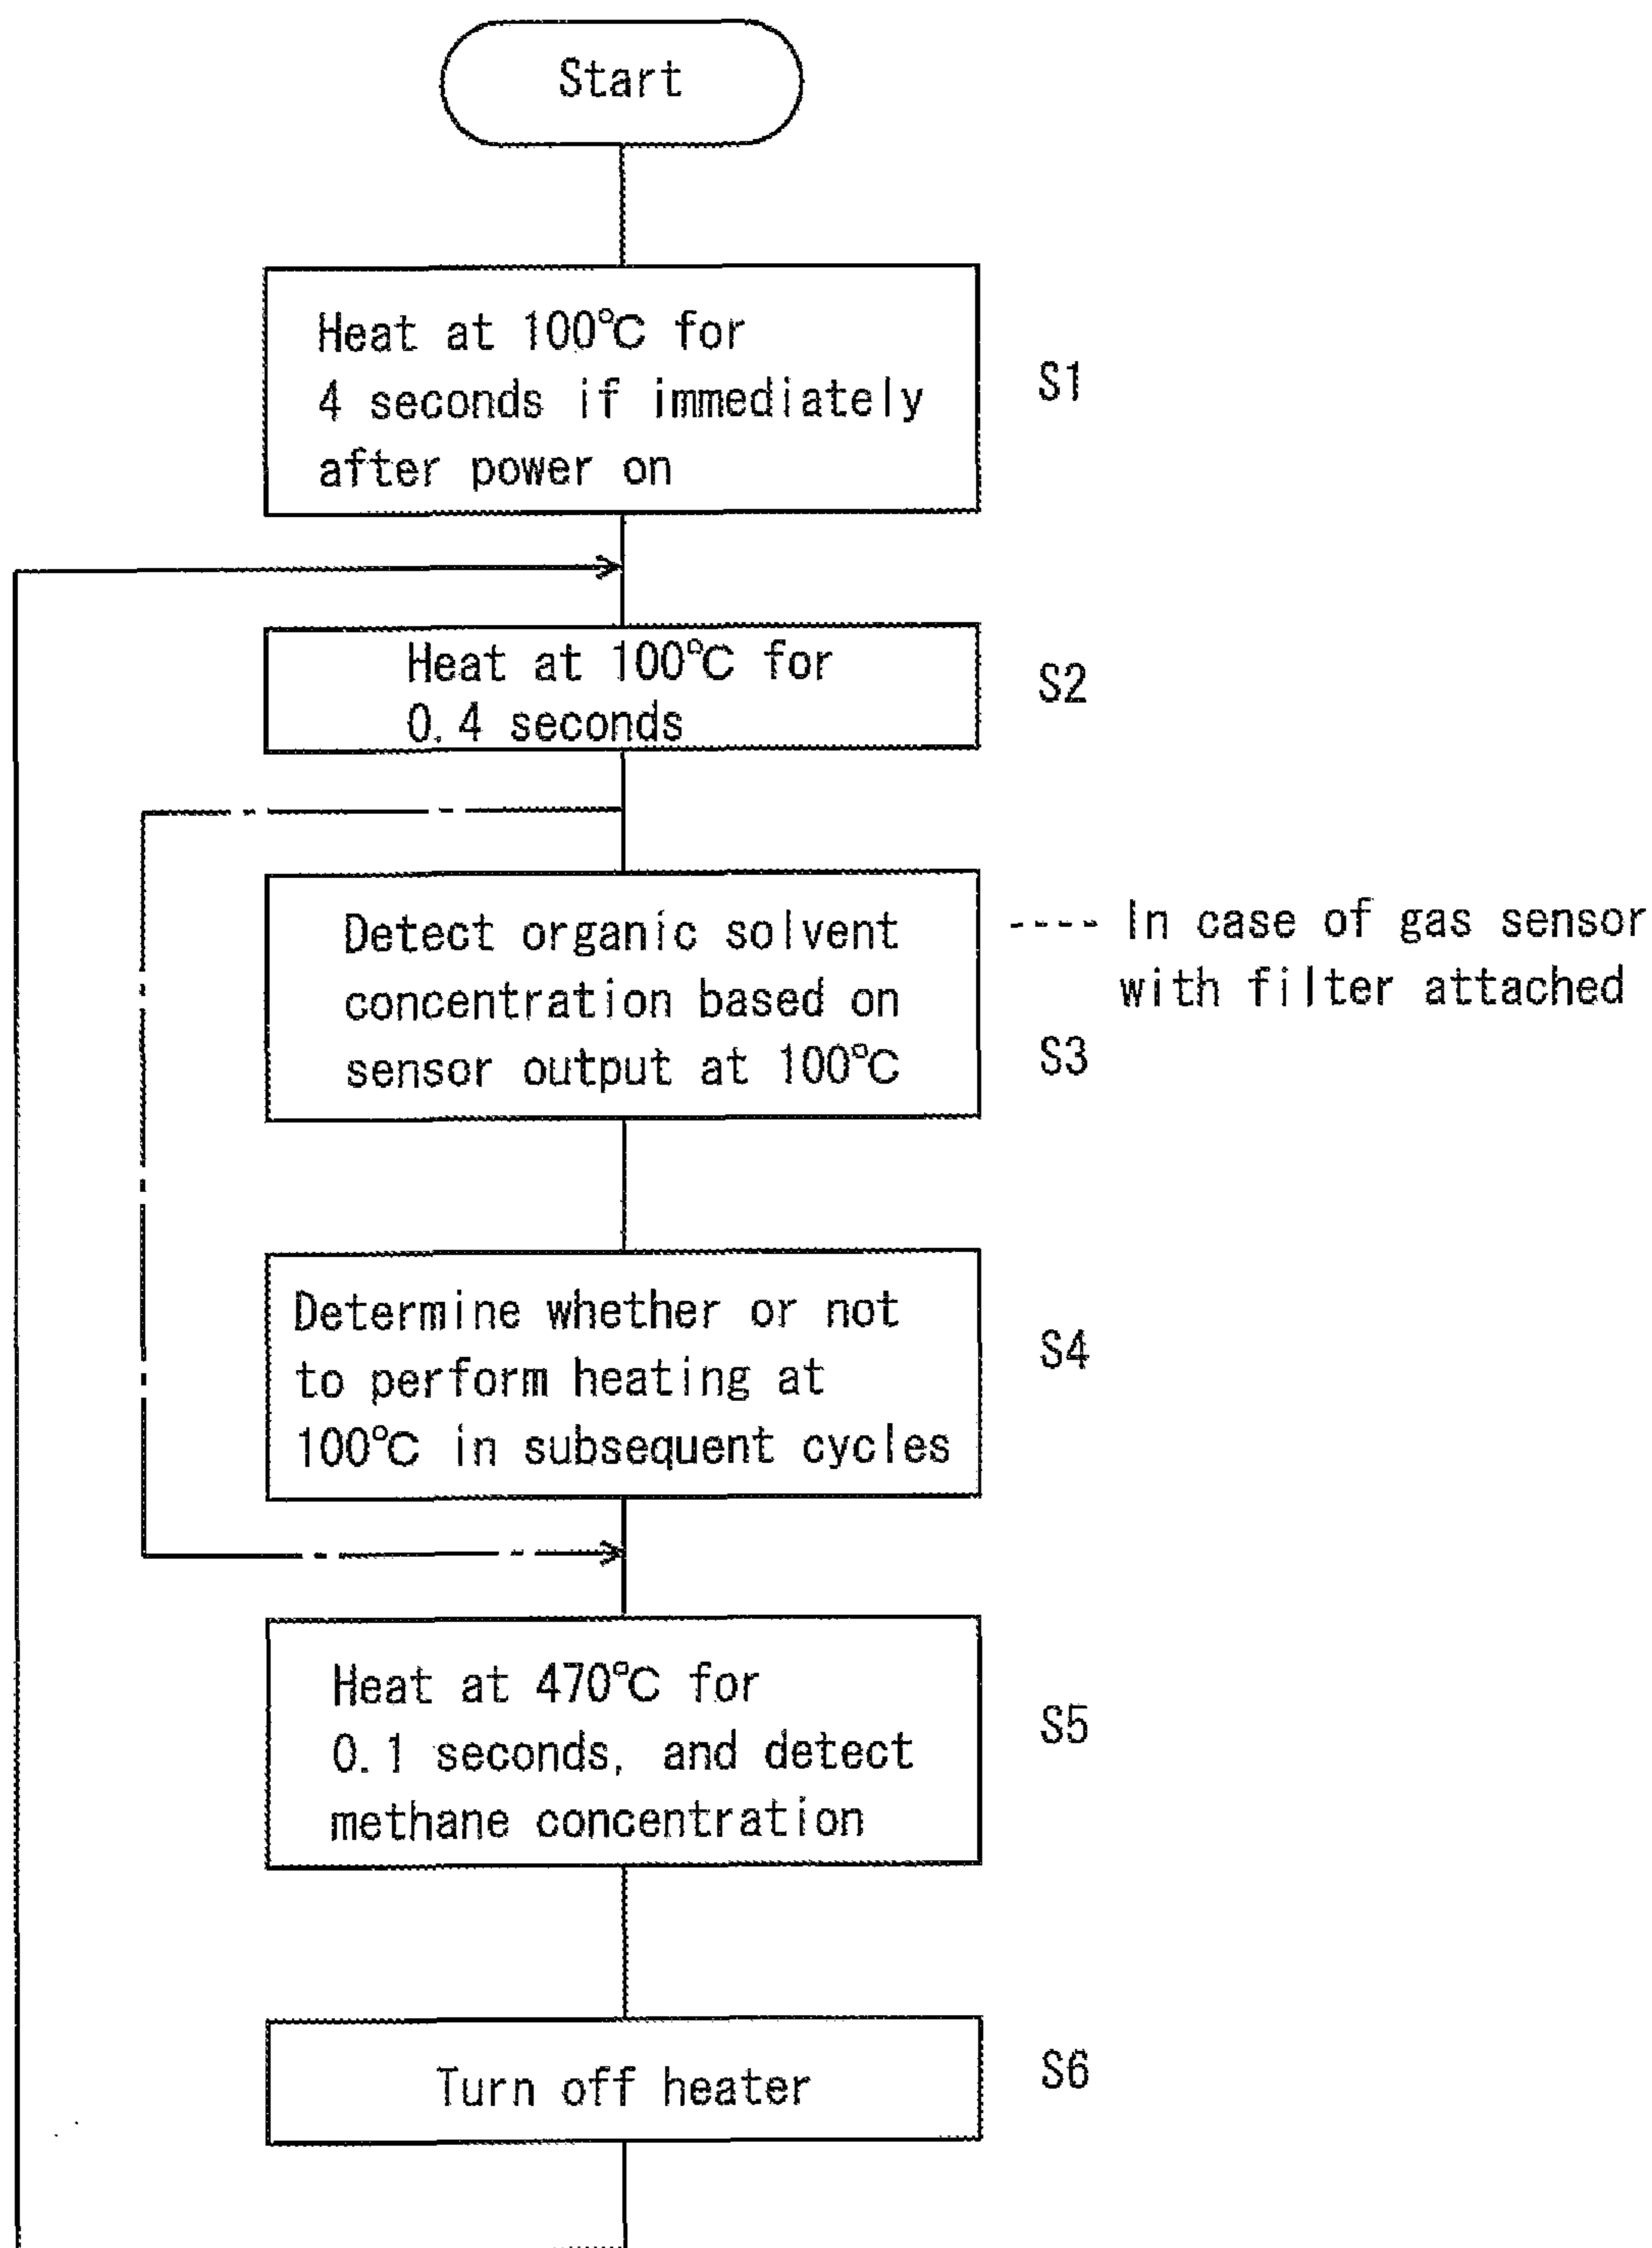 Start
Heat at 100℃ for
4 seconds if immediately
after power on
S1
Heat at 100℃ for
0.4 seconds
S2
Detect organic solvent
concentration based on
sensor output at 100℃
---- In case of gas sensor
with filter attached
S3
Determine whether or not
to perform heating at
100℃ in subsequent cycles
S4
Heat at 470℃ for
0.1 seconds, and detect
methane concentration
S5
Turn off heater
S6